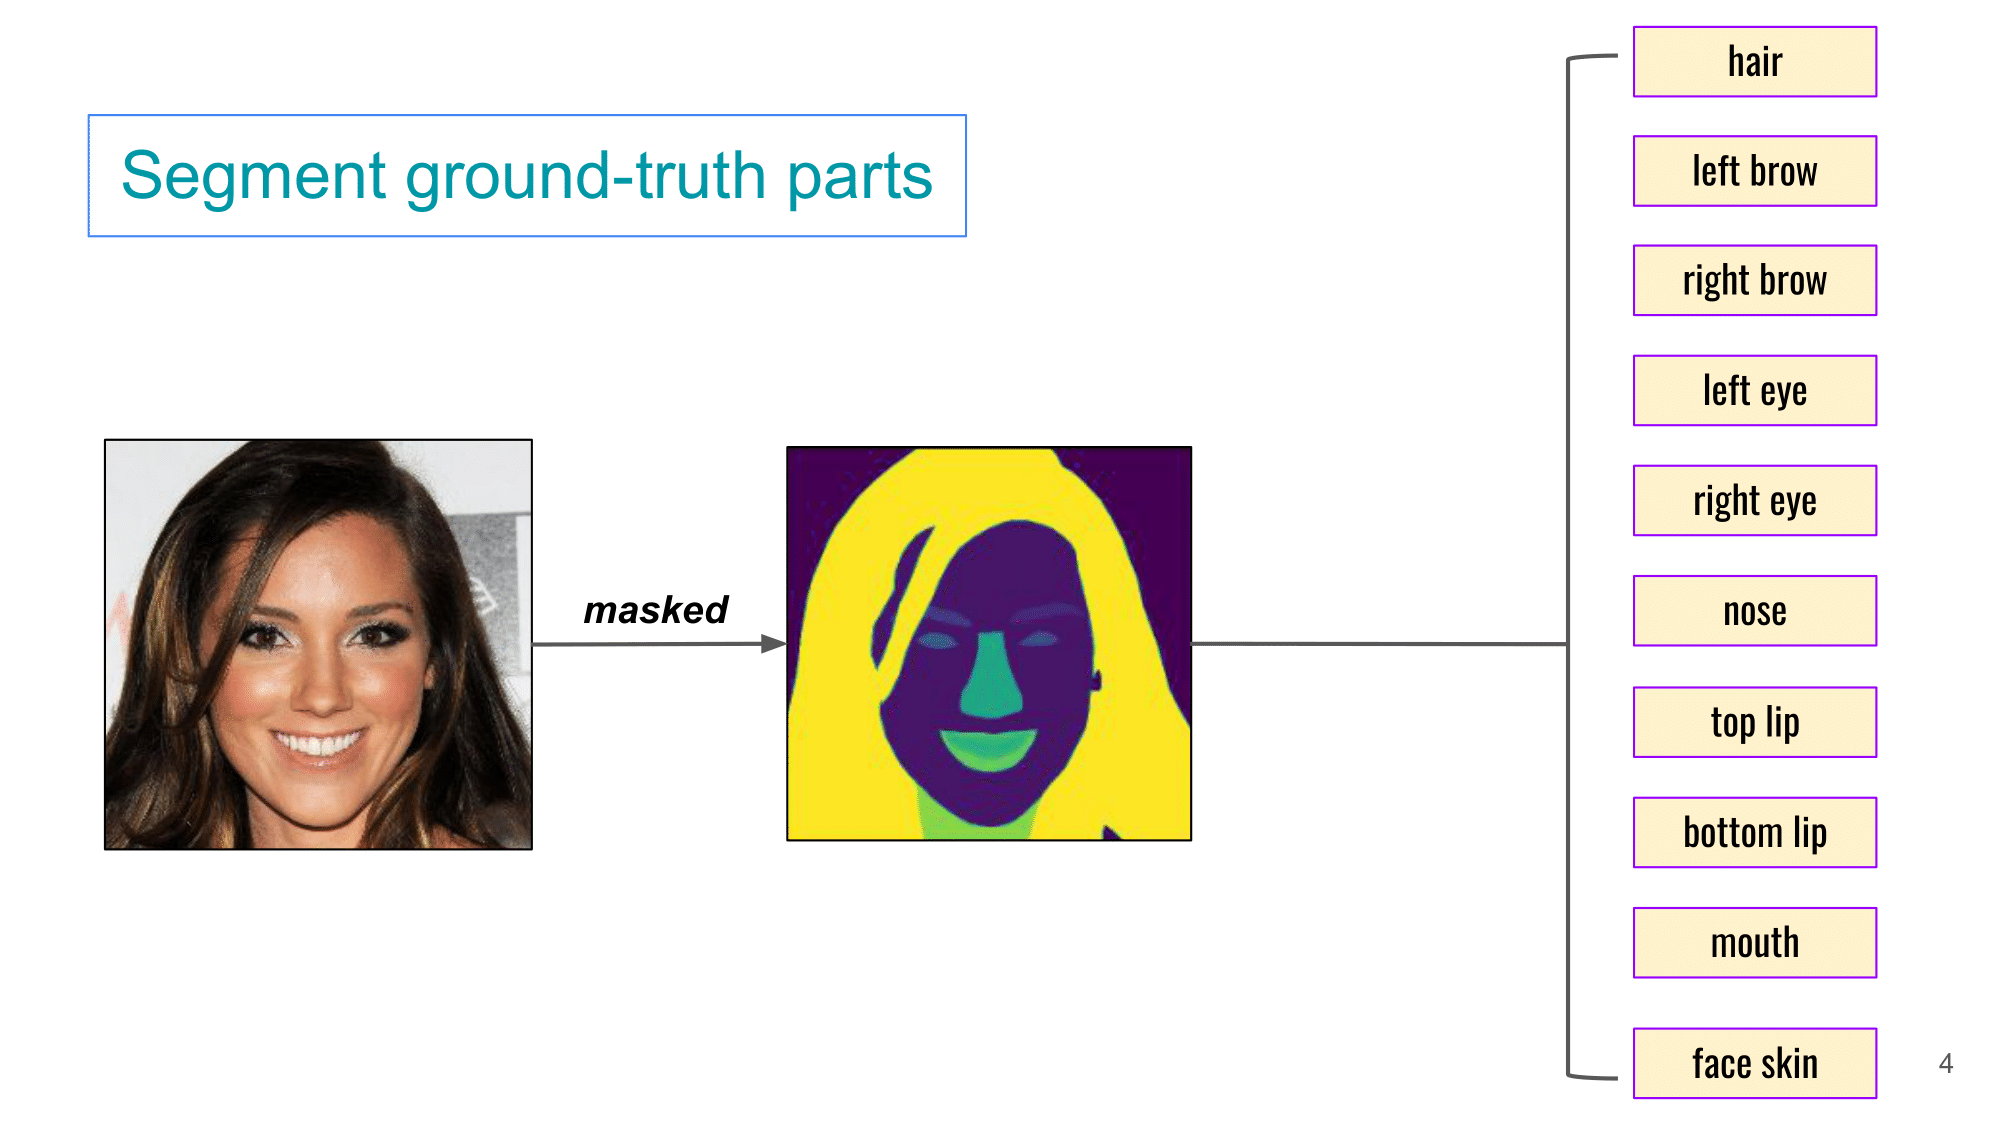 Segment ground-truth parts
masked
hair
left brow
right brow
left eye
right eye
nose
top lip
bottom lip
mouth
face skin
4